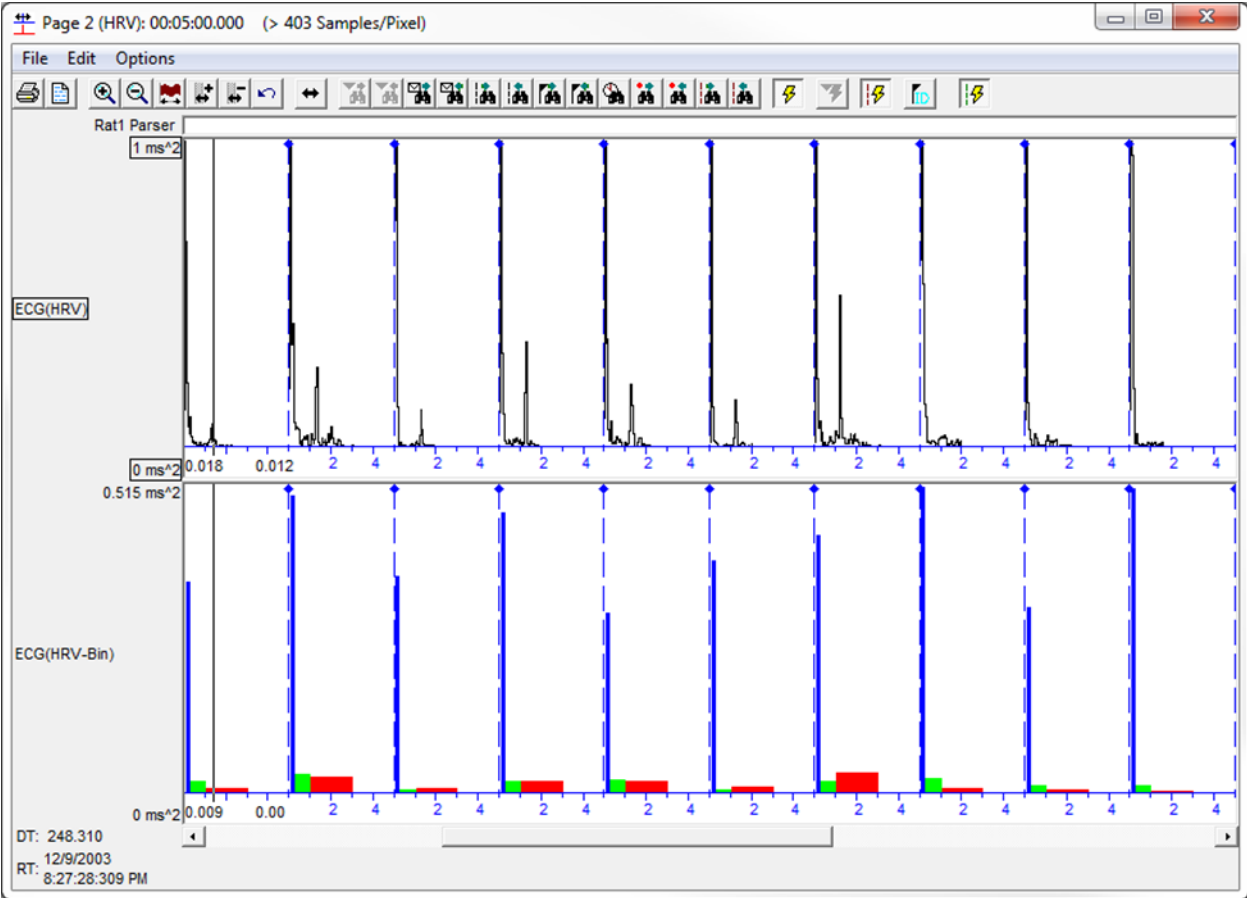 Page 2 (HRV): 00:05:00.000 (> 403 Samples/Pixel)
File Edit Options
ID
Rat1 Parser
1 ms^2
ECG(HRV)
0 ms^2 0.018 0.012 2 4 2 4 2 4 2 4 2 4 2 4 2 4 2 4 2 4
0.515 ms^2
ECG(HRV-Bin)
0 ms^2 0.009 0.00 2 4 2 4 2 4 2 4 2 4 2 4 2 4 2 4 2 4
DT: 248.310
RT: 12/9/2003
8:27:28:309 PM